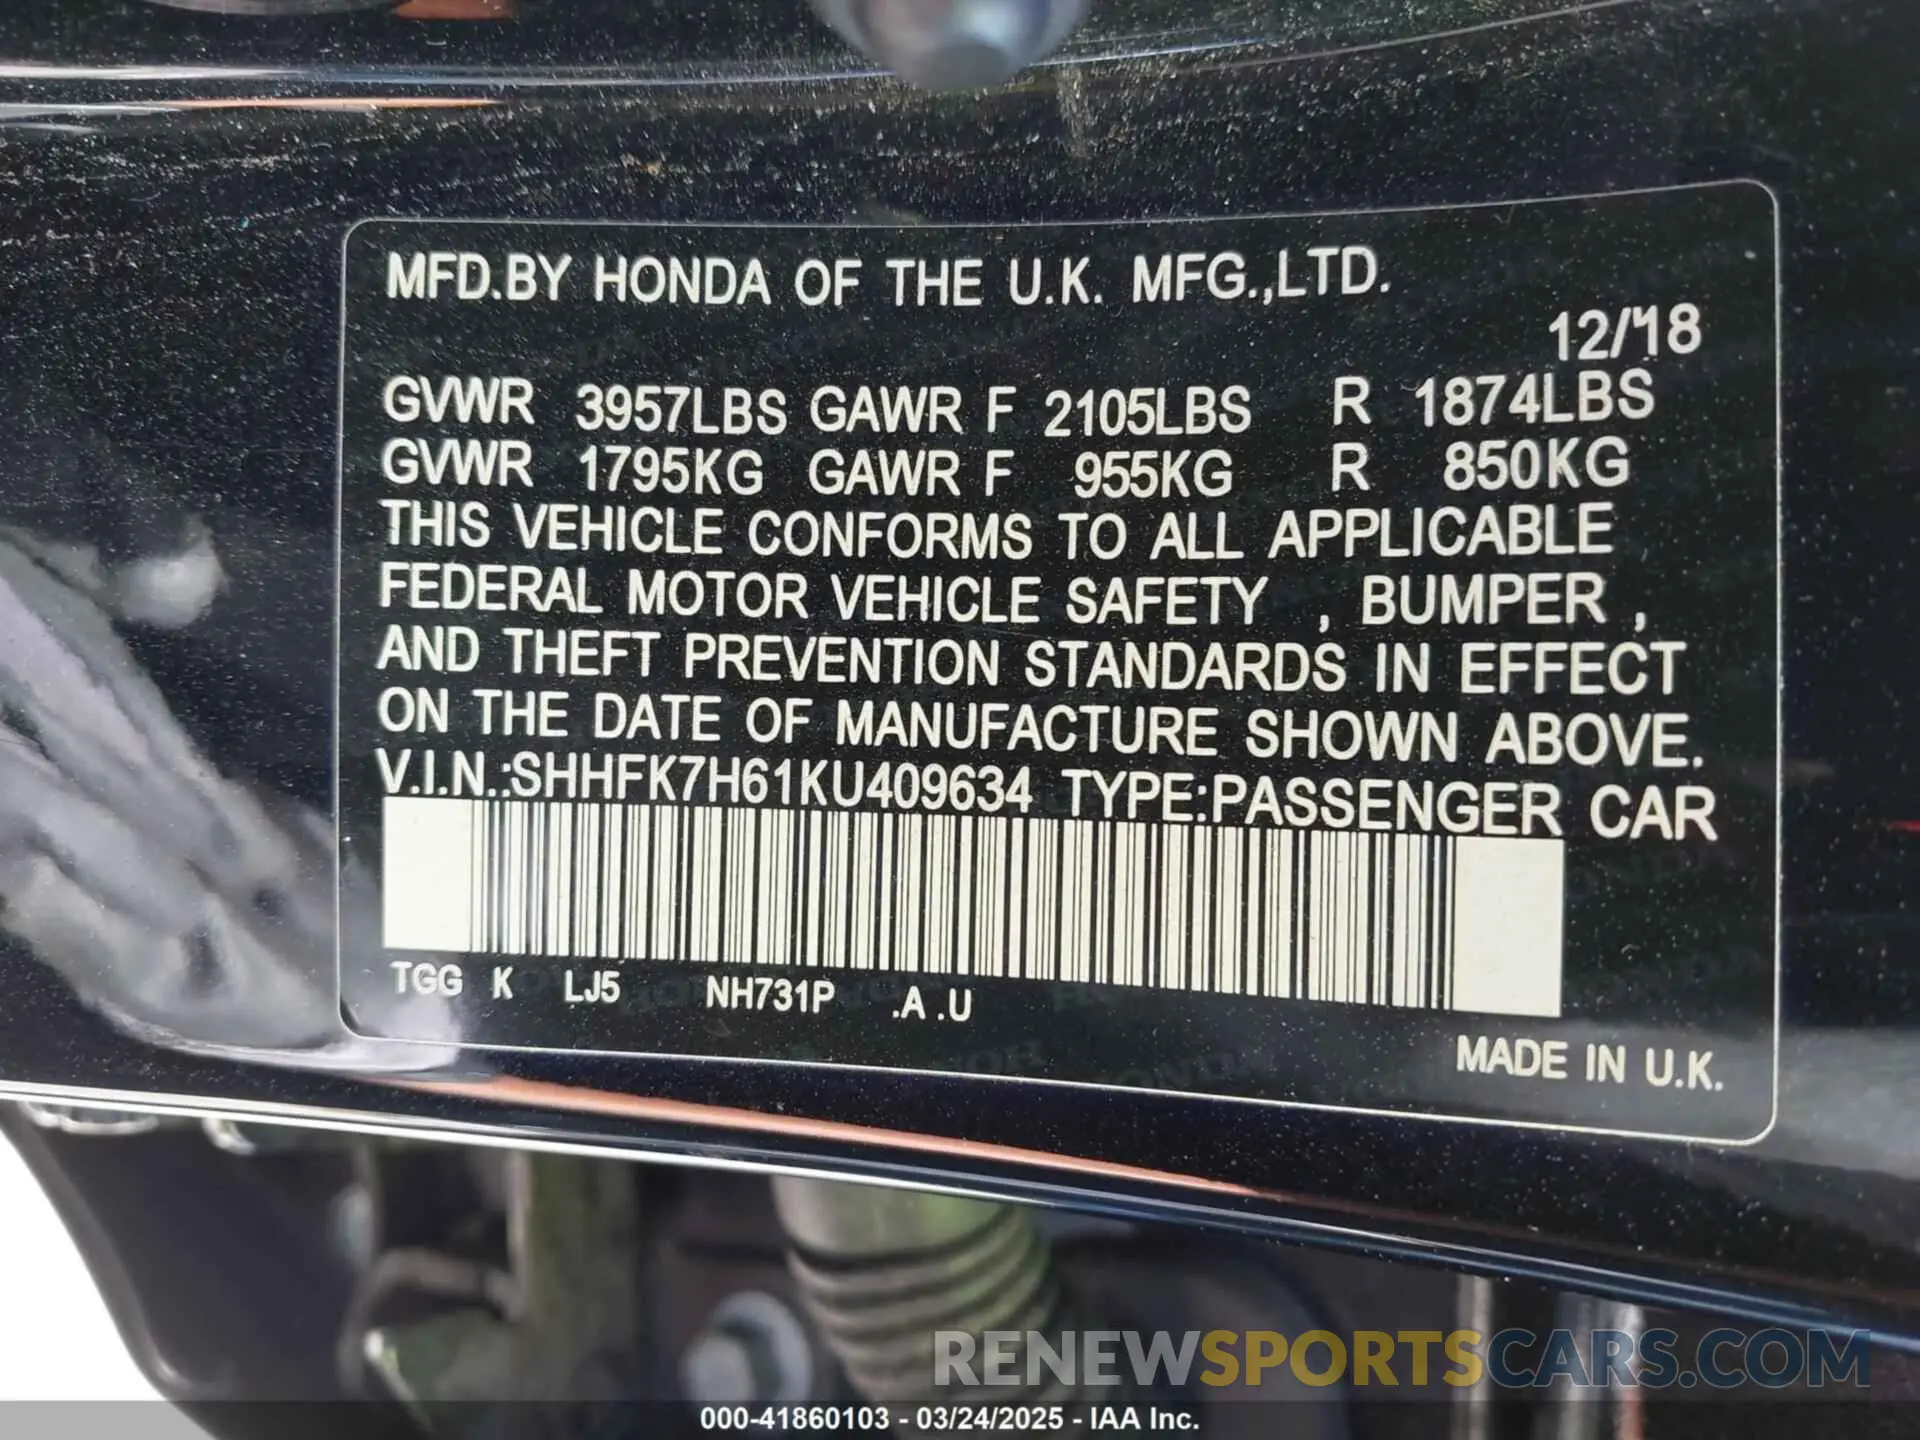 MFD.BY HONDA OF THE U.K. MFG.,LTD.
12/18
GVWR 3957LBS GAWR F 2105LBS R 1874LBS
GVWR 1795KG GAWR F 955KG R 850KG
THIS VEHICLE CONFORMS TO ALL APPLICABLE
FEDERAL MOTOR VEHICLE SAFETY , BUMPER ,
AND THEFT PREVENTION STANDARDS IN EFFECT
ON THE DATE OF MANUFACTURE SHOWN ABOVE.
V.I.N.:SHHFK7H61KU409634 TYPE:PASSENGER CAR
TGG K LJ5 NH731P .A .U
MADE IN U.K.
RENEWSPORTSCARS.COM
000-41860103 - 03/24/2025 - IAA Inc.